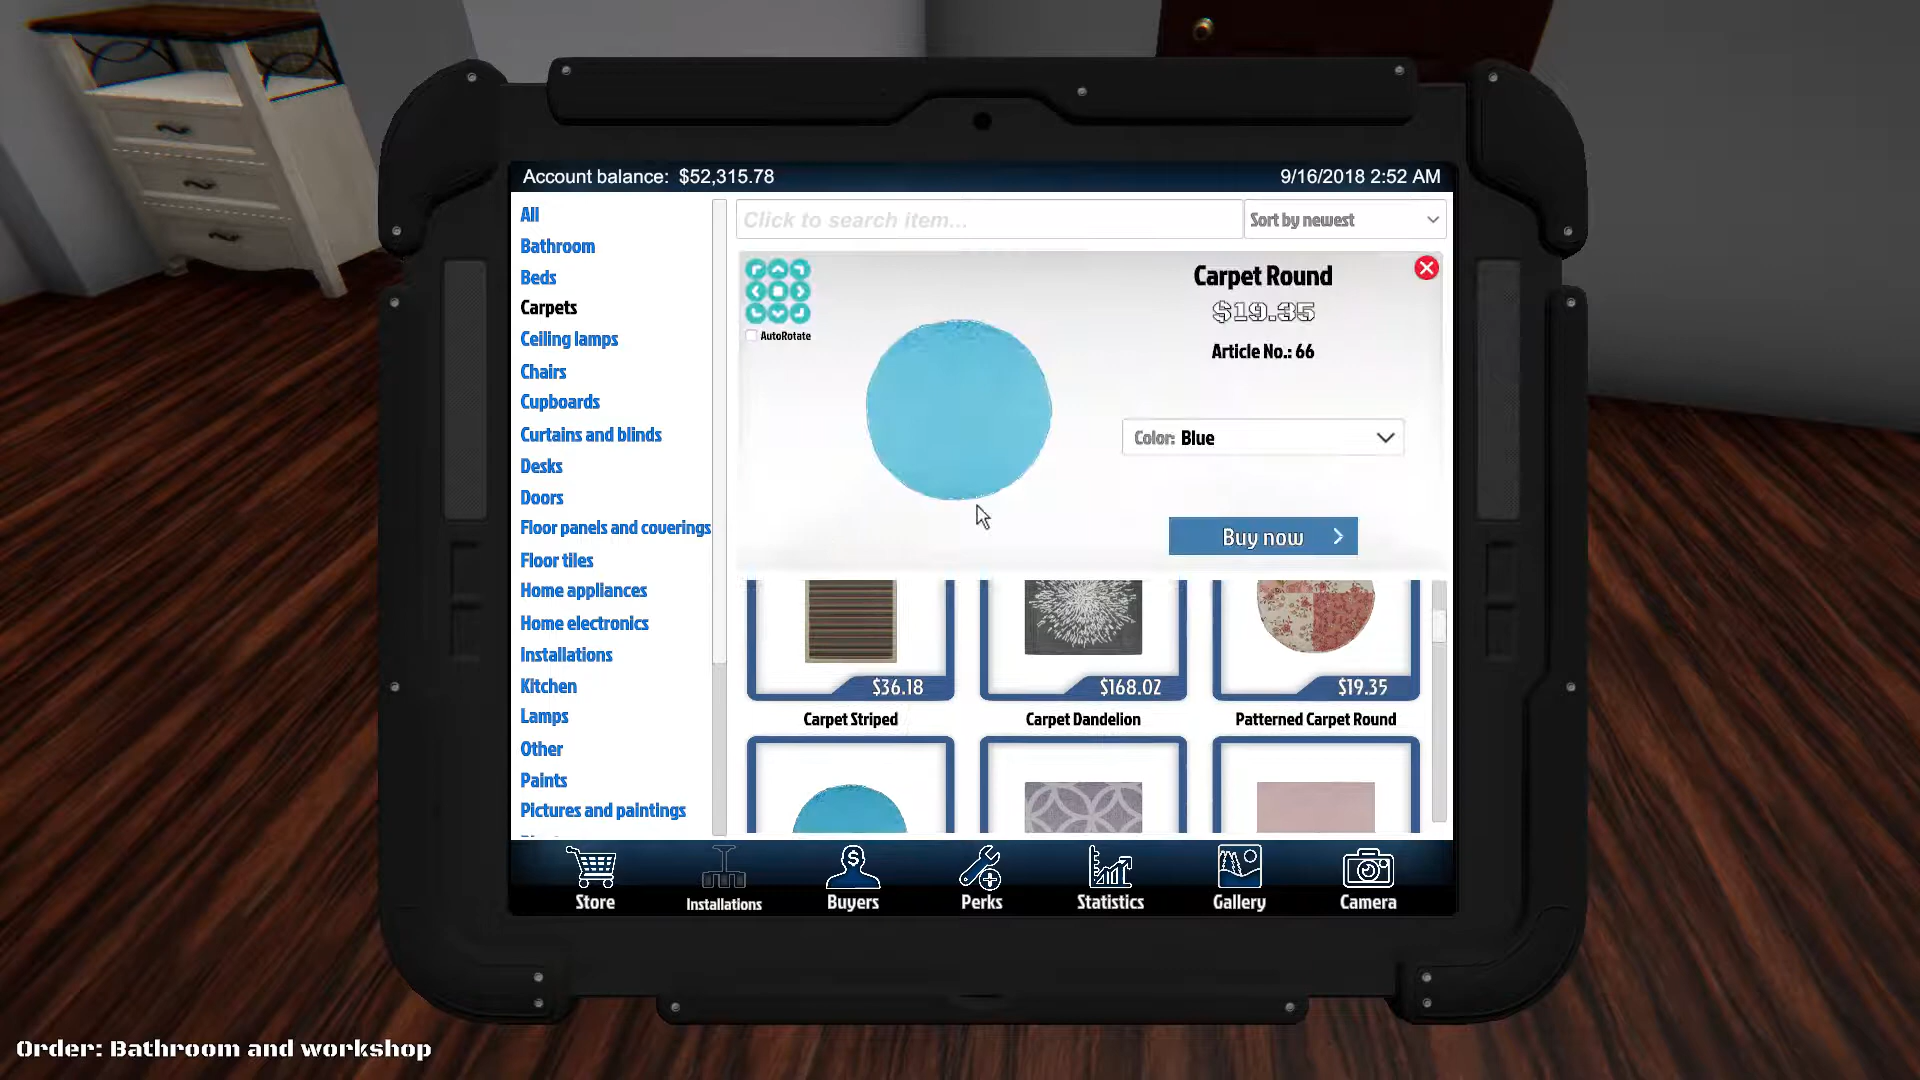 Account balance: $52,315.78
9/16/2018 2:52 AM
All
Bathroom
Beds
Carpets
Ceiling lamps
Chairs
Cupboards
Curtains and blinds
Desks
Doors
Floor panels and coverings
Floor tiles
Home appliances
Home electronics
Installations
Kitchen
Lamps
Other
Paints
Pictures and paintings
Click to search item...
Sort by newest
AutoRotate
Carpet Round
$19.35
Article No.: 66
Color: Blue
Buy now
$36.18
$168.02
$19.35
Carpet Striped
Carpet Dandelion
Patterned Carpet Round
Store
Installations
Buyers
Perks
Statistics
Gallery
Camera
Order: Bathroom and workshop